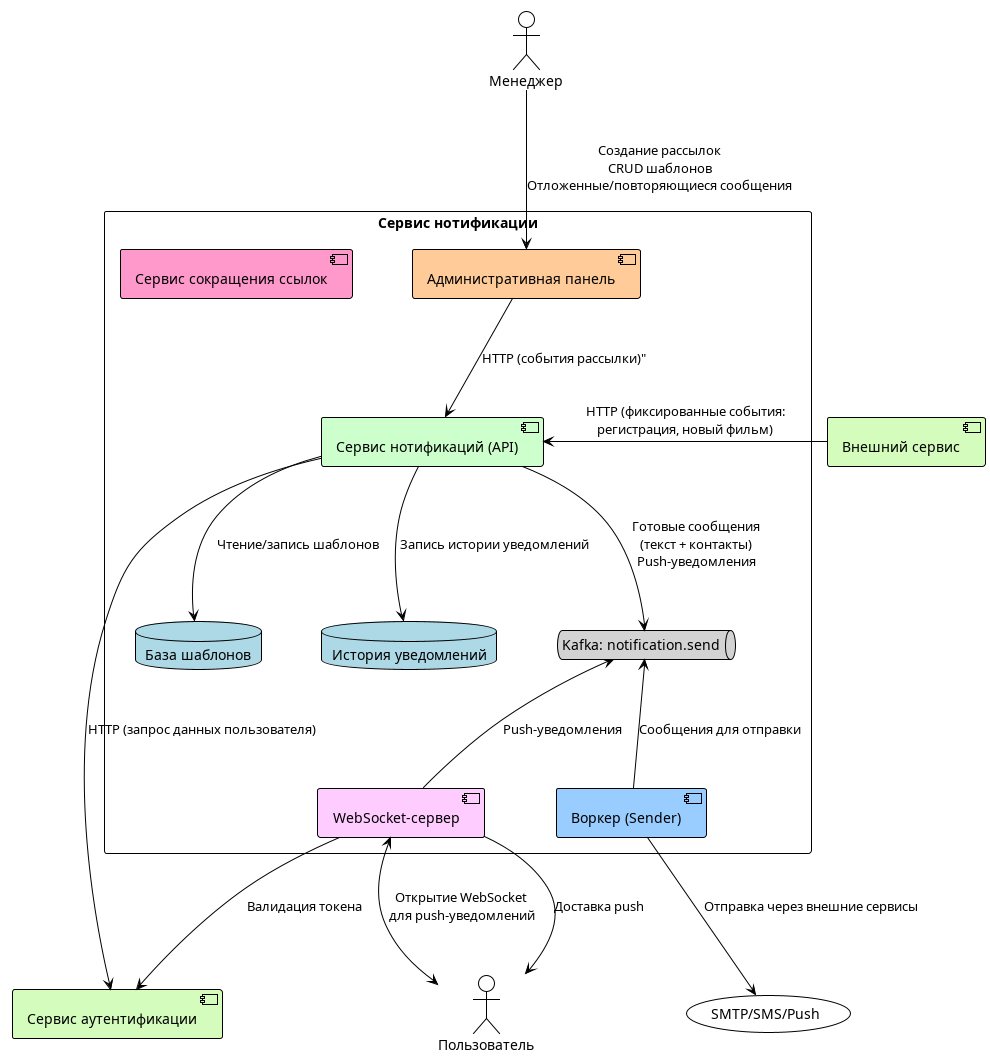 Менеджер
Создание рассылок
CRUD шаблонов
Отложенные/повторяющиеся сообщения
Сервис нотификации
Сервис сокращения ссылок
Административная панель
HTTP (события рассылки)"
HTTP (фиксированные события:
регистрация, новый фильм)
Сервис нотификаций (API)
Внешний сервис
Чтение/запись шаблонов
Запись истории уведомлений
Готовые сообщения
(текст + контакты)
Push-уведомления
База шаблонов
История уведомлений
Kafka: notification.send
HTTP (запрос данных пользователя)
Push-уведомления
Сообщения для отправки
WebSocket-сервер
Воркер (Sender)
Валидация токена
Открытие WebSocket
для push-уведомлений
Доставка push
Отправка через внешние сервисы
Сервис аутентификации
Пользователь
SMTP/SMS/Push